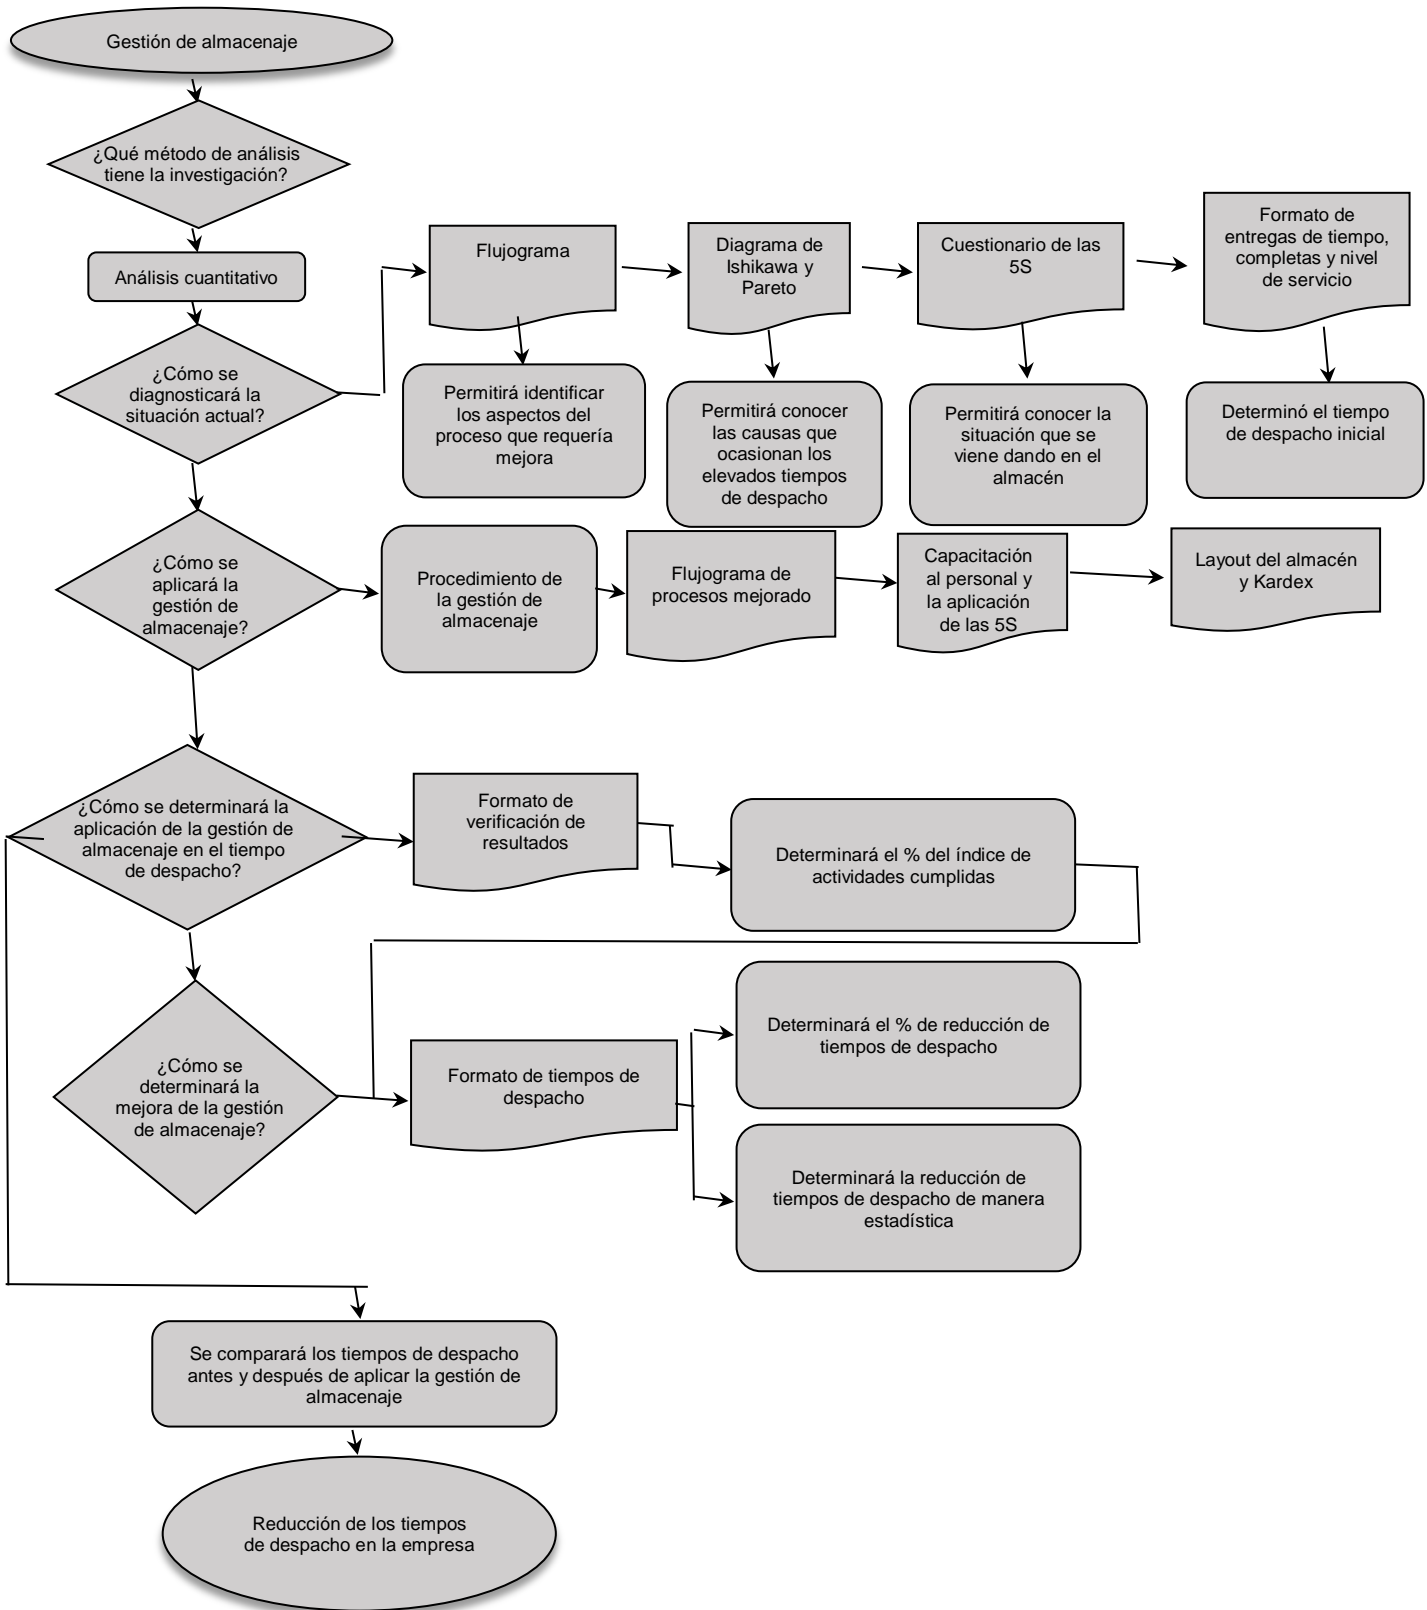 Gestión de almacenaje
¿Qué método de análisis
tiene la investigación?
Análisis cuantitativo
¿Cómo se
diagnosticará la
situación actual?
Flujograma
Diagrama de
Ishikawa y
Pareto
Cuestionario de las
5S
Formato de
entregas de tiempo,
completas y nivel
de servicio
Permitirá identificar
los aspectos del
proceso que requería
mejora
Permitirá conocer
las causas que
ocasionan los
elevados tiempos
de despacho
Permitirá conocer la
situación que se
viene dando en el
almacén
Determinó el tiempo
de despacho inicial
¿Cómo se
aplicará la
gestión de
almacenaje?
Procedimiento de
la gestión de
almacenaje
Flujograma de
procesos mejorado
Capacitación
al personal y
la aplicación
de las 5S
Layout del almacén
y Kardex
¿Cómo se determinará la
aplicación de la gestión de
almacenaje en el tiempo
de despacho?
Formato de
verificación de
resultados
Determinará el % del índice de
actividades cumplidas
¿Cómo se
determinará la
mejora de la gestión
de almacenaje?
Formato de tiempos de
despacho
Determinará el % de reducción de
tiempos de despacho
Determinará la reducción de
tiempos de despacho de manera
estadística
Se comparará los tiempos de despacho
antes y después de aplicar la gestión de
almacenaje
Reducción de los tiempos
de despacho en la empresa